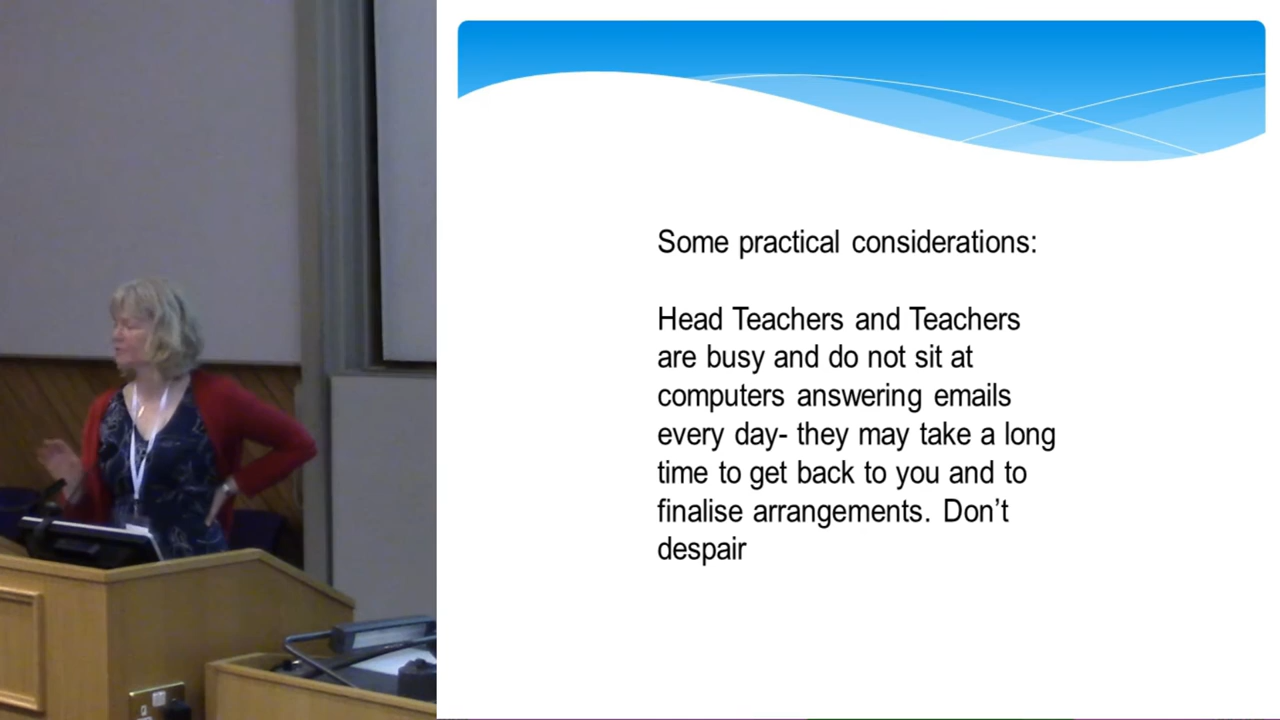 Some practical considerations:
Head Teachers and Teachers
are busy and do not sit at
computers answering emails
every day- they may take a long
time to get back to you and to
finalise arrangements. Don’t
despair